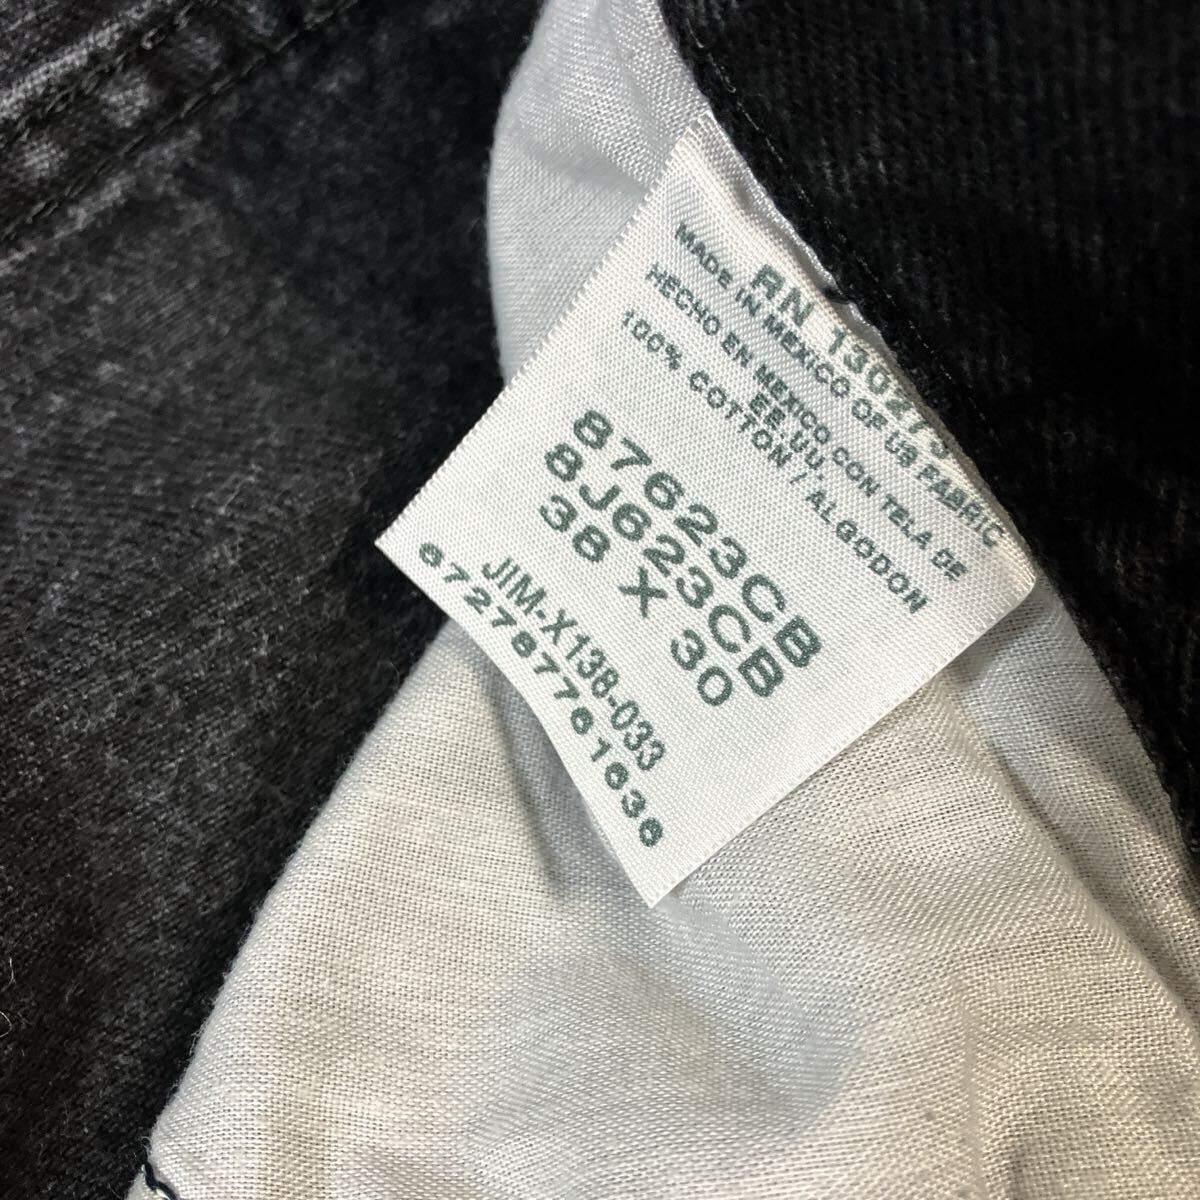 RN 130273
MADE IN MEXICO OF US FABRIC
HECHO EN MEXICO CON TELA DE
EE.UU.
100% COTTON / ALGODON
87623CB
8J623CB
38 X 30
JIM-X138-033
6727877761636